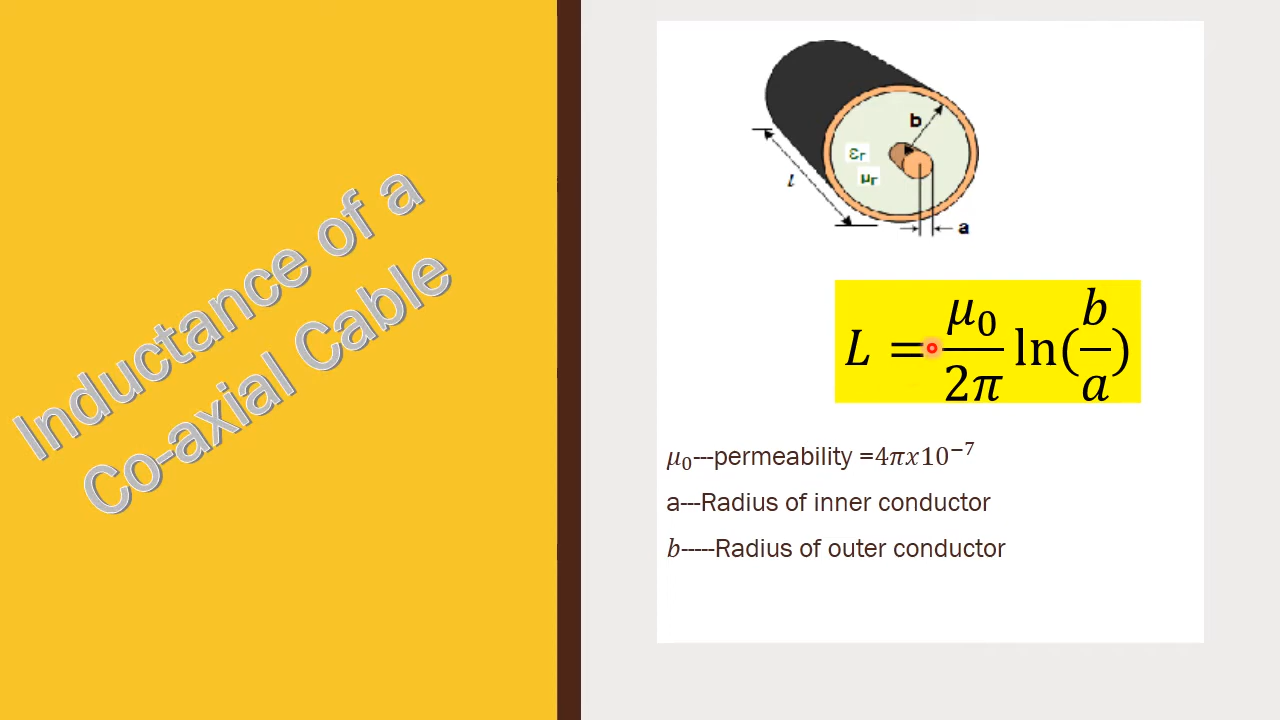 Inductance of a
Co-axial Cable
b
εr
μr
l
a
L = μ₀/2π ln(b/a)
μ₀---permeability =4πx10⁻⁷
a---Radius of inner conductor
b-----Radius of outer conductor